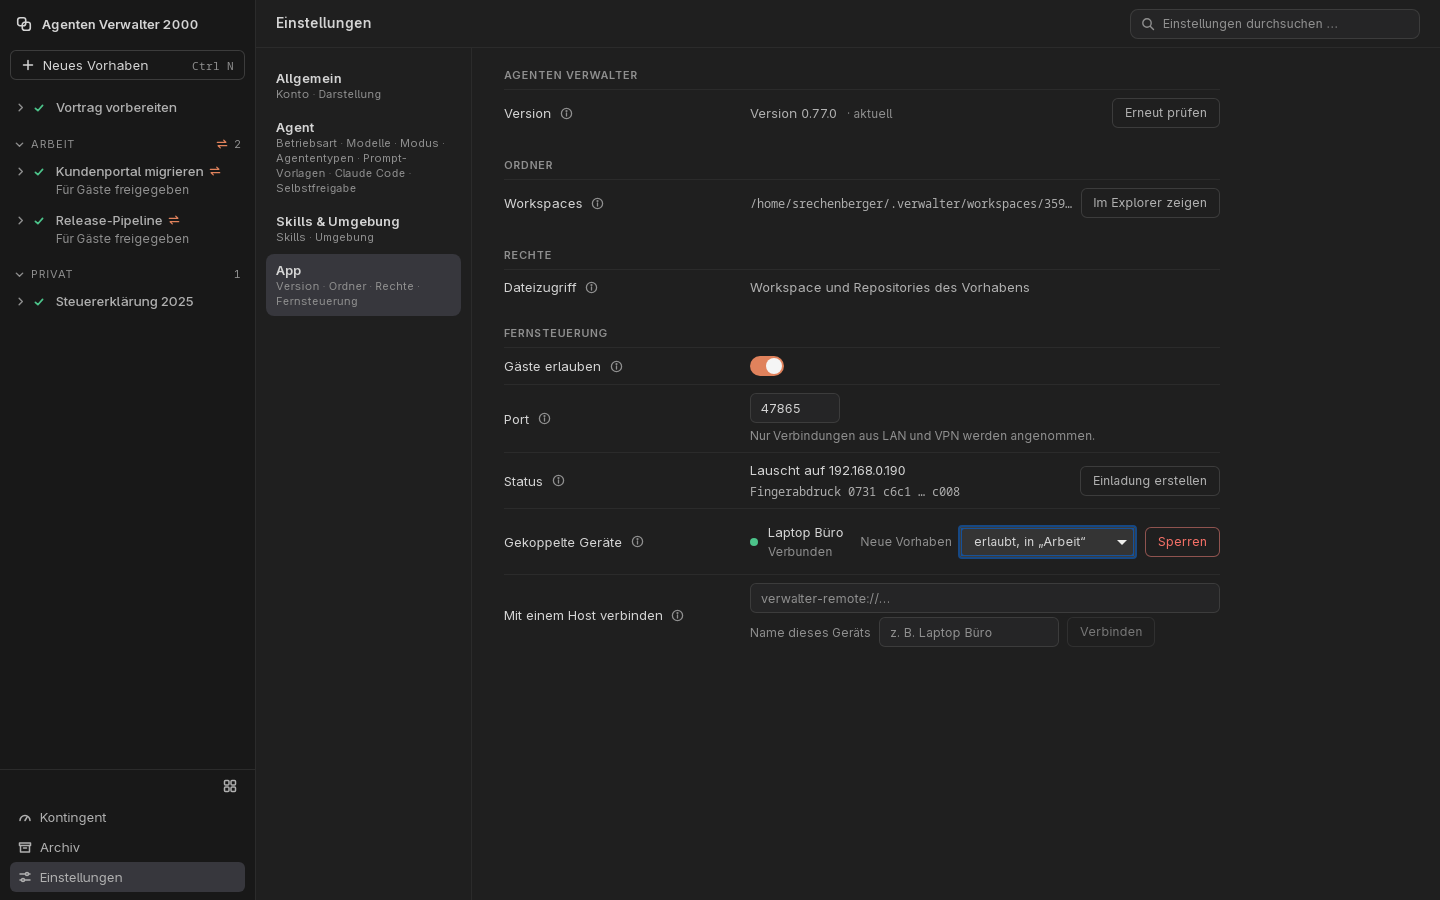 Agenten Verwalter 2000
Neues Vorhaben Ctrl N
Vortrag vorbereiten
ARBEIT 2
Kundenportal migrieren
Für Gäste freigegeben
Release-Pipeline
Für Gäste freigegeben
PRIVAT 1
Steuererklärung 2025
Kontingent
Archiv
Einstellungen
Einstellungen
Einstellungen durchsuchen …
Allgemein
Konto · Darstellung
Agent
Betriebsart · Modelle · Modus ·
Agententypen · Prompt-
Vorlagen · Claude Code ·
Selbstfreigabe
Skills & Umgebung
Skills · Umgebung
App
Version · Ordner · Rechte ·
Fernsteuerung
AGENTEN VERWALTER
Version Version 0.77.0 · aktuell Erneut prüfen
ORDNER
Workspaces /home/srechenberger/.verwalter/workspaces/359… Im Explorer zeigen
RECHTE
Dateizugriff Workspace und Repositories des Vorhabens
FERNSTEUERUNG
Gäste erlauben
Port 47865
Nur Verbindungen aus LAN und VPN werden angenommen.
Status Lauscht auf 192.168.0.190 Einladung erstellen
Fingerabdruck 0731 c6c1 … c008
Gekoppelte Geräte Laptop Büro Neue Vorhaben erlaubt, in „Arbeit“ Sperren
Verbunden
Mit einem Host verbinden verwalter-remote://…
Name dieses Geräts z. B. Laptop Büro Verbinden